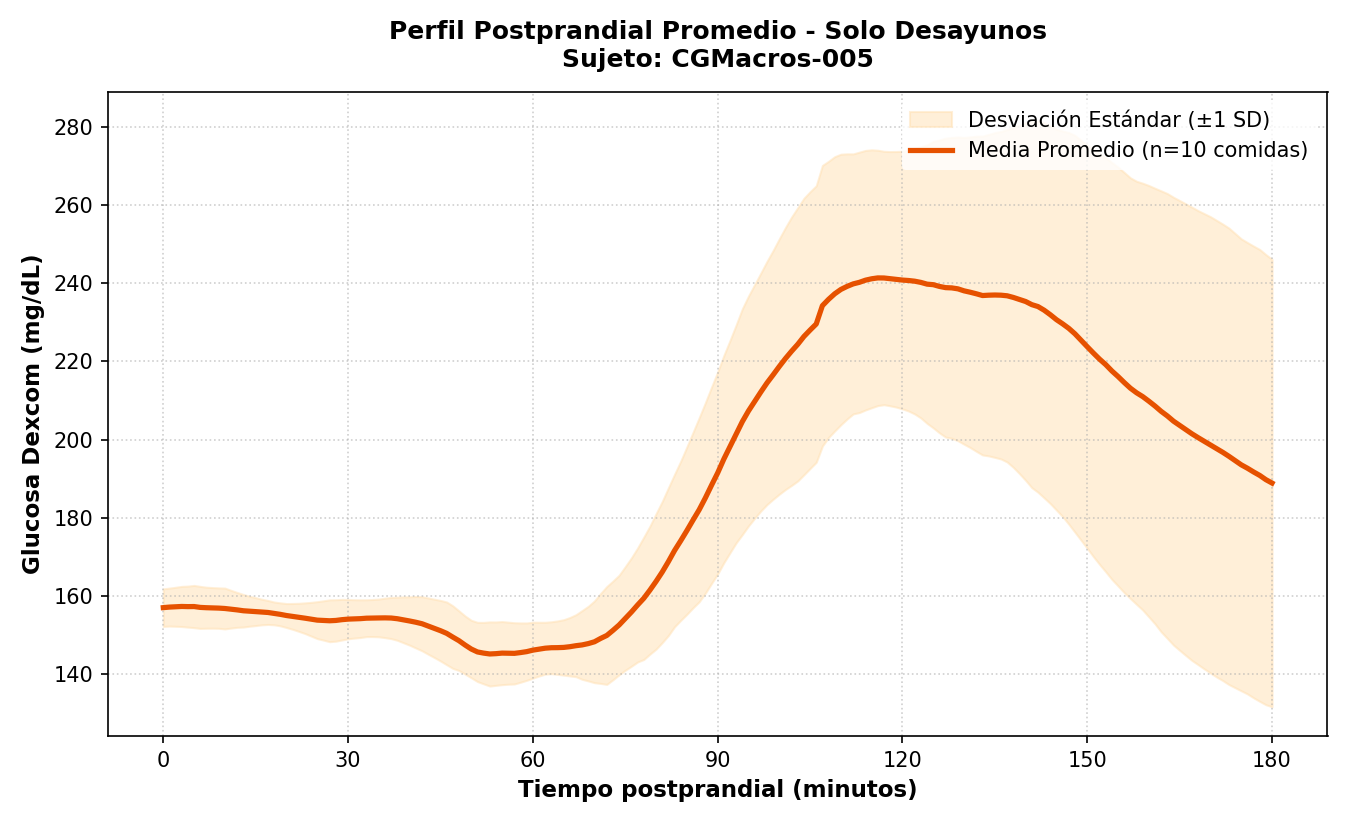 Perfil Postprandial Promedio - Solo Desayunos
Sujeto: CGMacros-005
Desviación Estándar (±1 SD)
Media Promedio (n=10 comidas)
Glucosa Dexcom (mg/dL)
280
260
240
220
200
180
160
140
0 30 60 90 120 150 180
Tiempo postprandial (minutos)